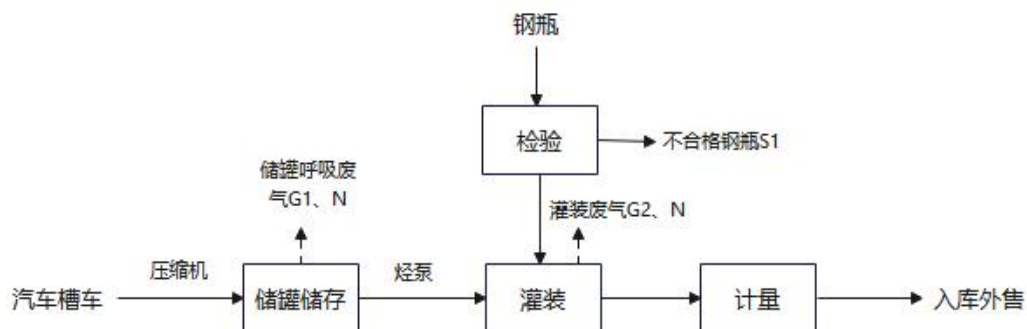 钢瓶
检验
不合格钢瓶S1
储罐呼吸废
气G1、N
灌装废气G2、N
压缩机
烃泵
汽车槽车
储罐储存
灌装
计量
入库外售